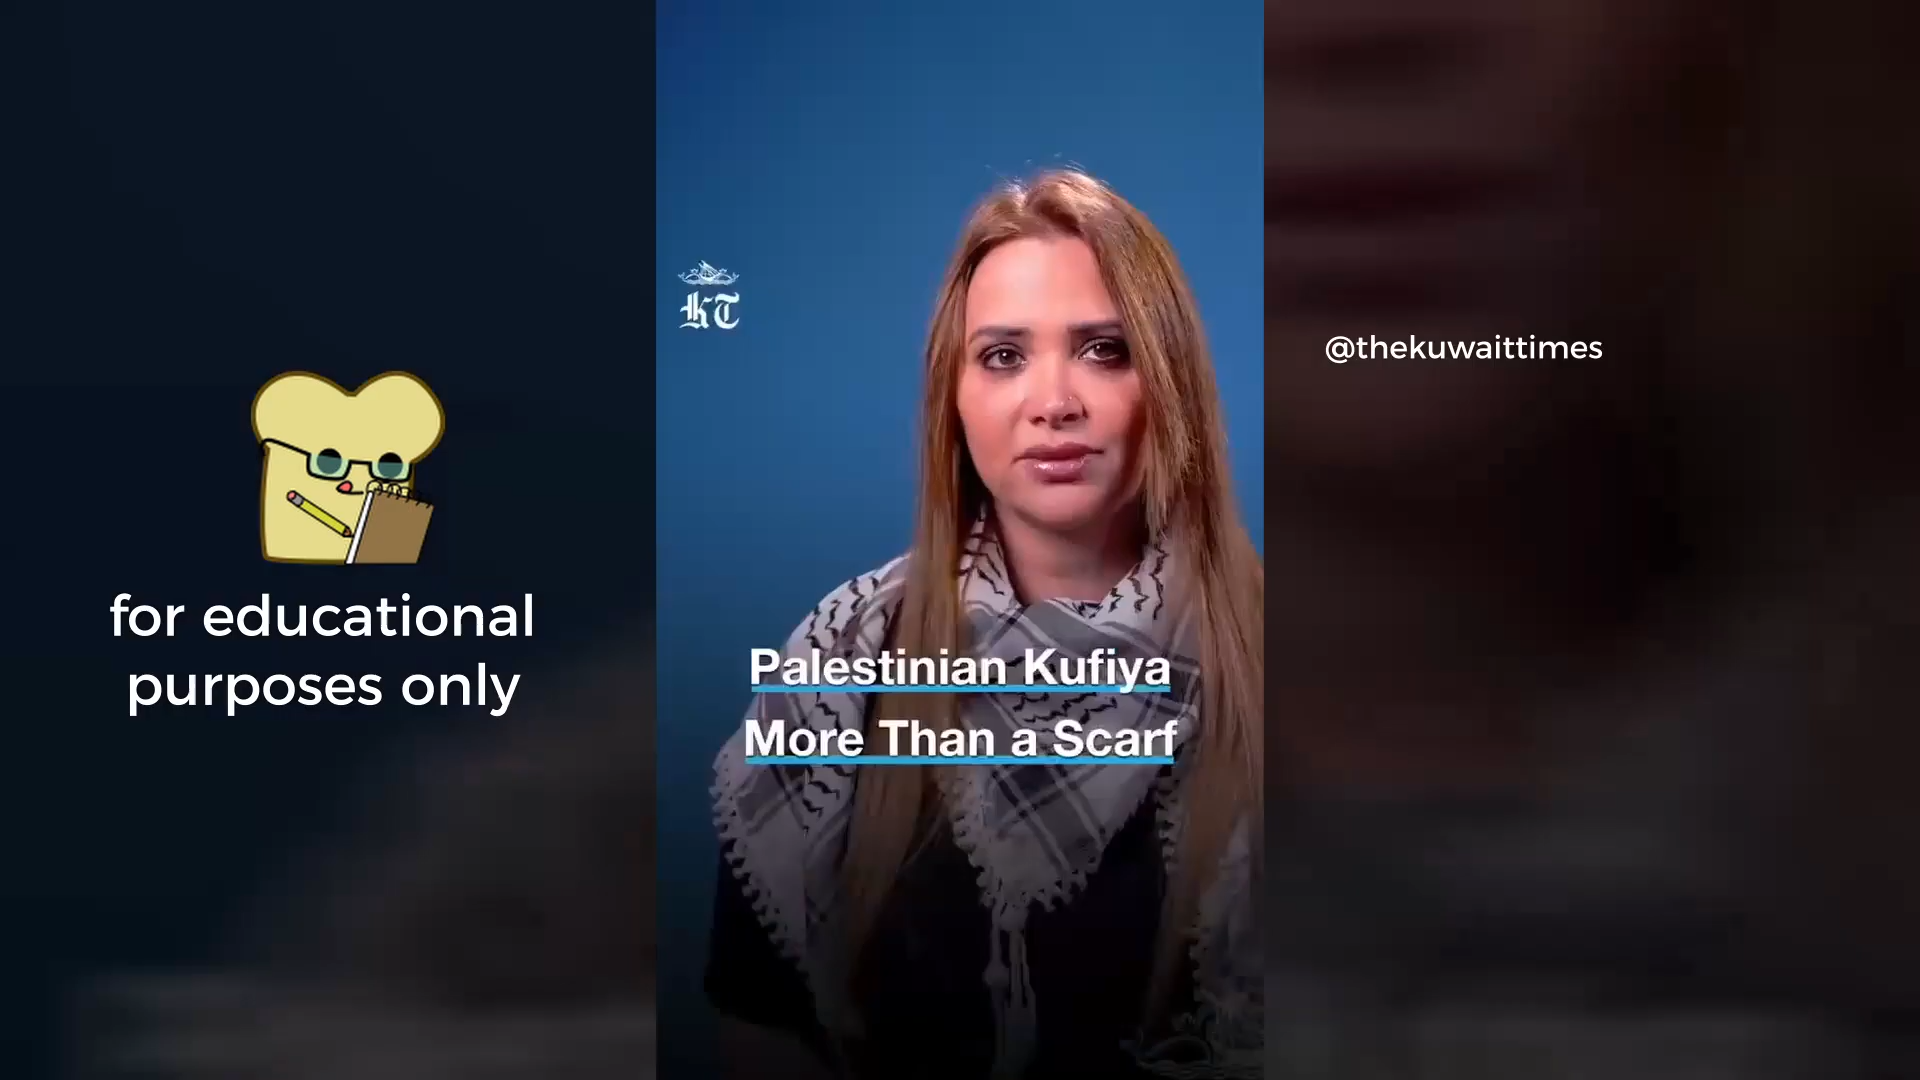 for educational
purposes only
KT
Palestinian Kufiya
More Than a Scarf
@thekuwaittimes